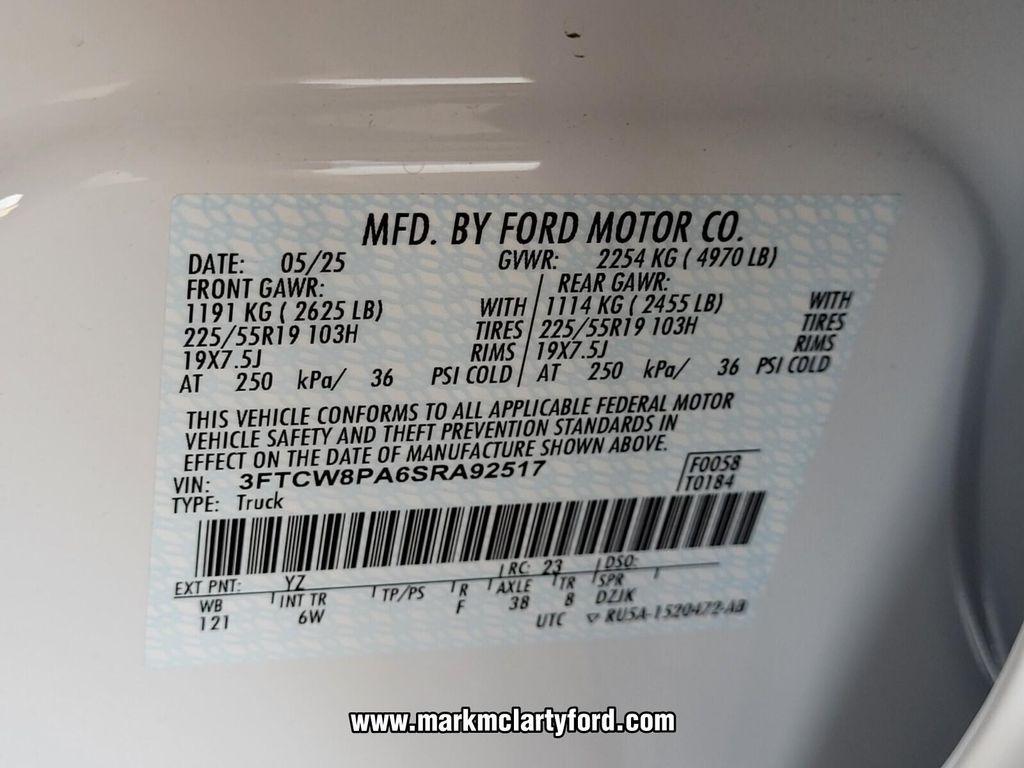 MFD. BY FORD MOTOR CO.
DATE: 05/25 GVWR: 2254 KG ( 4970 LB)
FRONT GAWR: REAR GAWR:
1191 KG ( 2625 LB) WITH 1114 KG ( 2455 LB) WITH
225/55R19 103H TIRES 225/55R19 103H TIRES
19X7.5J RIMS 19X7.5J RIMS
AT 250 kPa/ 36 PSI COLD AT 250 kPa/ 36 PSI COLD
THIS VEHICLE CONFORMS TO ALL APPLICABLE FEDERAL MOTOR
VEHICLE SAFETY AND THEFT PREVENTION STANDARDS IN
EFFECT ON THE DATE OF MANUFACTURE SHOWN ABOVE.
VIN: 3FTCW8PA6SRA92517 F0058
TYPE: Truck T0184
EXT PNT: YZ RC: 23 DSO:
WB INT TR TP/PS R AXLE TR SPR
121 6W F 38 8 DZJK
UTC ▽ RU5A-1520472-AB
www.markmclartyford.com